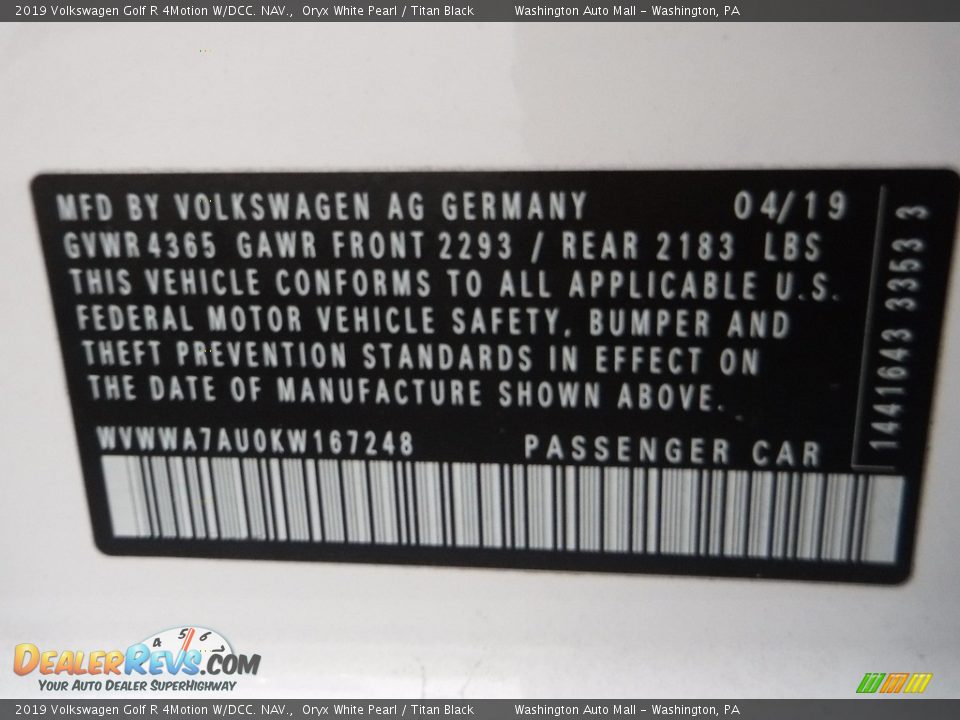 2019 Volkswagen Golf R 4Motion W/DCC. NAV., Oryx White Pearl / Titan Black Washington Auto Mall - Washington, PA
MFD BY VOLKSWAGEN AG GERMANY 04/19
GVWR 4365 GAWR FRONT 2293 / REAR 2183 LBS
THIS VEHICLE CONFORMS TO ALL APPLICABLE U.S.
FEDERAL MOTOR VEHICLE SAFETY, BUMPER AND
THEFT PREVENTION STANDARDS IN EFFECT ON
THE DATE OF MANUFACTURE SHOWN ABOVE.
WVWWA7AU0KW167248 PASSENGER CAR
1441643 3353 3
4 5 6
DEALERREVS.COM
YOUR AUTO DEALER SUPERHIGHWAY
2019 Volkswagen Golf R 4Motion W/DCC. NAV., Oryx White Pearl / Titan Black Washington Auto Mall - Washington, PA